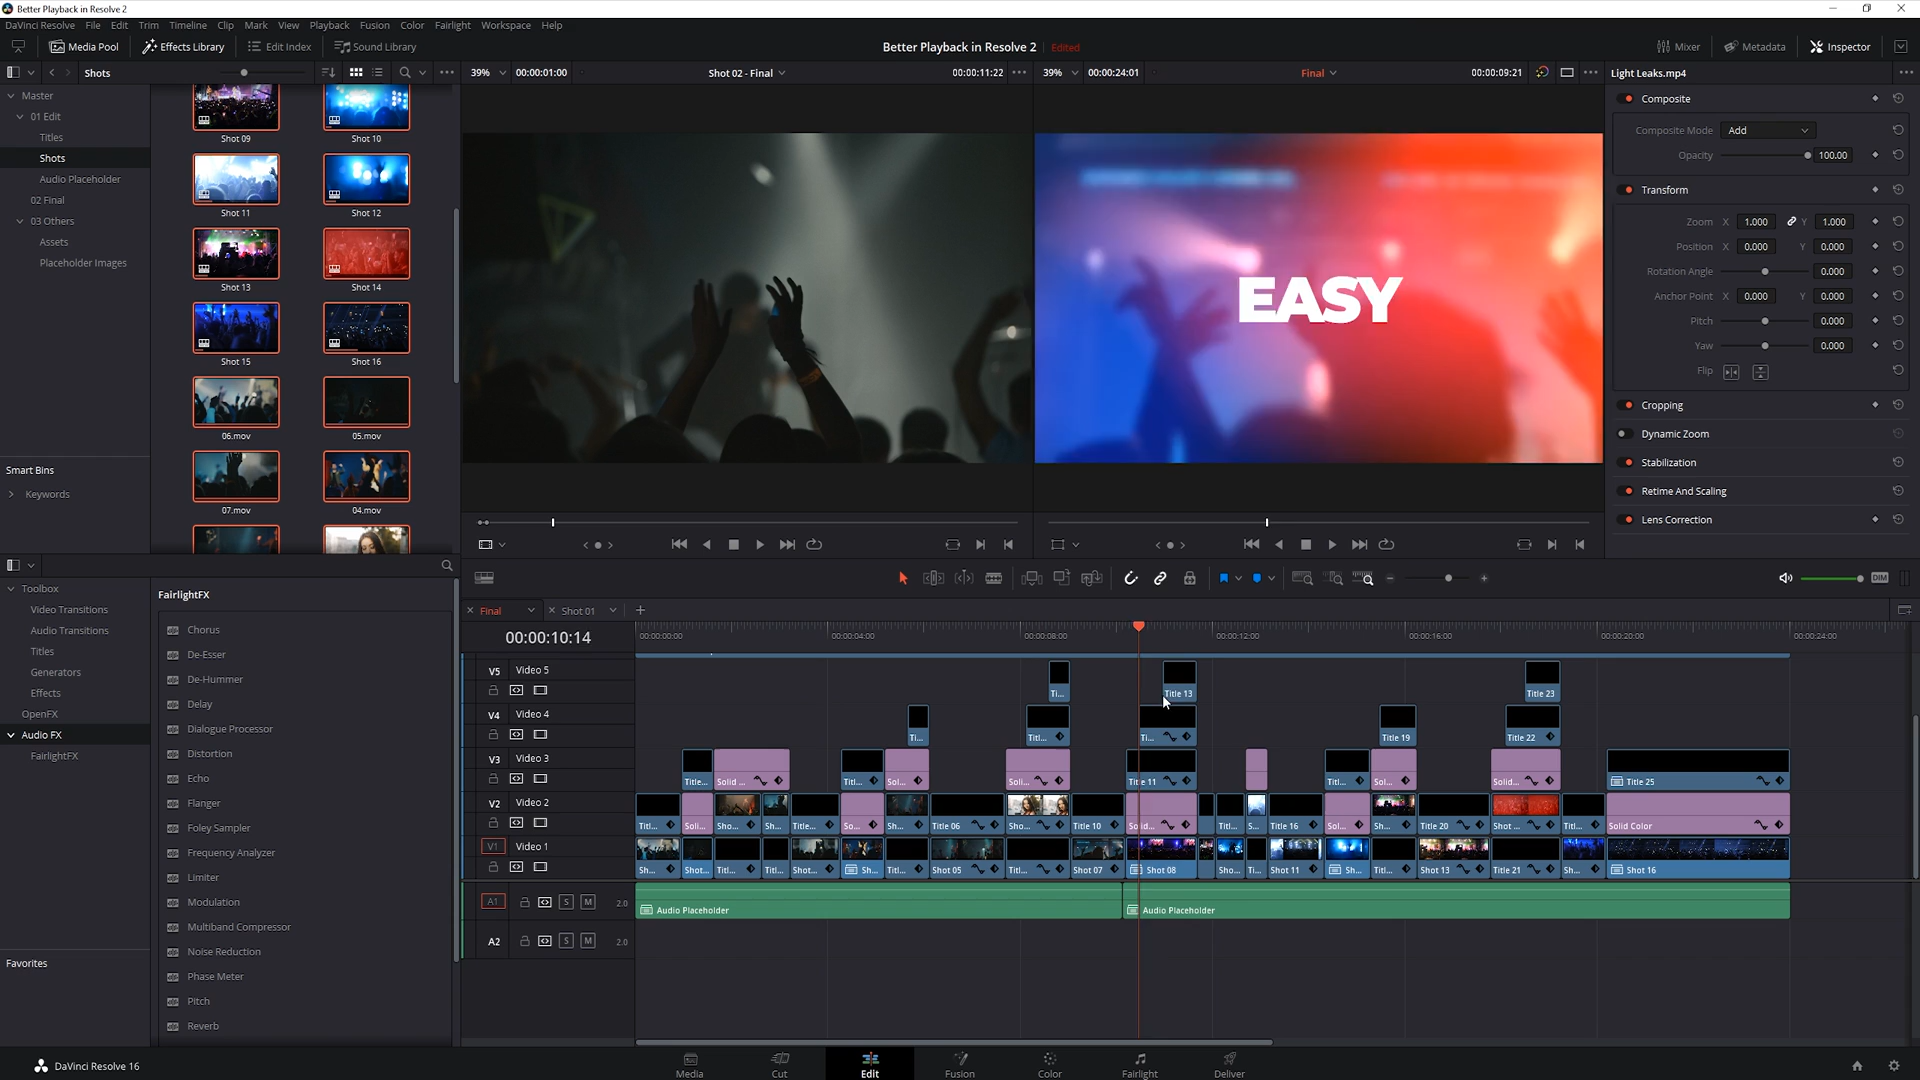 Better Playback in Resolve 2
DaVinci Resolve File Edit Trim Timeline Clip Mark View Playback Fusion Color Fairlight Workspace Help
Media Pool Effects Library Edit Index Sound Library
Better Playback in Resolve 2 Edited
Mixer Metadata Inspector
Shots
39% 00:00:01:00 Shot 02 - Final 00:00:11:22
39% 00:00:24:01 Final 00:00:09:21
Light Leaks.mp4
Master
01 Edit
Titles
Shots
Audio Placeholder
02 Final
03 Others
Assets
Placeholder Images
Smart Bins
Keywords
Shot 09 Shot 10
Shot 11 Shot 12
Shot 13 Shot 14
Shot 15 Shot 16
06.mov 05.mov
07.mov 04.mov
EASY
Composite
Composite Mode Add
Opacity 100.00
Transform
Zoom X 1.000 Y 1.000
Position X 0.000 Y 0.000
Rotation Angle 0.000
Anchor Point X 0.000 Y 0.000
Pitch 0.000
Yaw 0.000
Flip
Cropping
Dynamic Zoom
Stabilization
Retime And Scaling
Lens Correction
Toolbox
Video Transitions
Audio Transitions
Titles
Generators
Effects
OpenFX
Audio FX
FairlightFX
Favorites
FairlightFX
Chorus
De-Esser
De-Hummer
Delay
Dialogue Processor
Distortion
Echo
Flanger
Foley Sampler
Frequency Analyzer
Limiter
Modulation
Multiband Compressor
Noise Reduction
Phase Meter
Pitch
Reverb
DIM
Final Shot 01
00:00:10:14
00:00:00:00 00:00:04:00 00:00:08:00 00:00:12:00 00:00:16:00 00:00:20:00 00:00:24:00
V5 Video 5
Ti... Title 13 Title 23
V4 Video 4
Ti... Titl... Ti... Title 19 Title 22
V3 Video 3
Title... Solid ... Titl... Sol... Soli... Title 11 Titl... Sol... Solid... Title 25
V2 Video 2
Titl... Soli... Sho... Sh... Title... So... Sh... Title 06 Sho... Title 10 Solid... Titl... S... Title 16 Sol... Sh... Title 20 Shot ... Titl... Solid Color
V1 Video 1
Sh... Shot... Titl... Titl... Shot... Sh... Titl... Shot 05 Titl... Shot 07 Shot 08 Sho... Ti... Shot 11 Sh... Titl... Shot 13 Title 21 Sh... Shot 16
A1 S M 2.0
Audio Placeholder Audio Placeholder
A2 S M 2.0
DaVinci Resolve 16
Media Cut Edit Fusion Color Fairlight Deliver